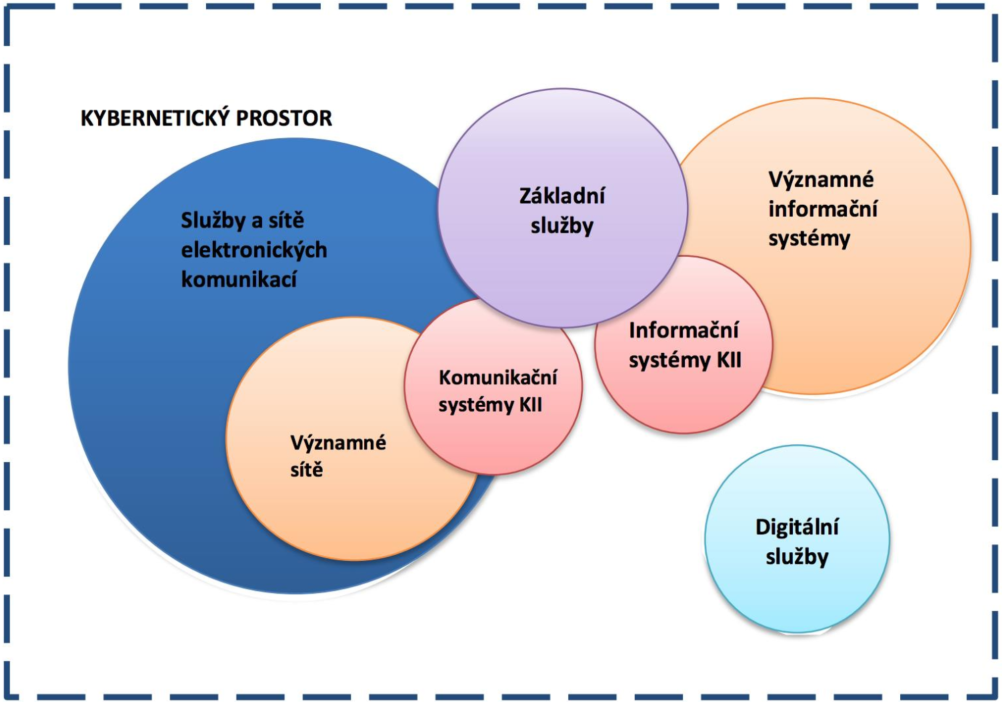 KYBERNETICKÝ PROSTOR
Služby a sítě
elektronických
komunikací
Základní
služby
Významné
informační
systémy
Informační
systémy KII
Komunikační
systémy KII
Významné
sítě
Digitální
služby